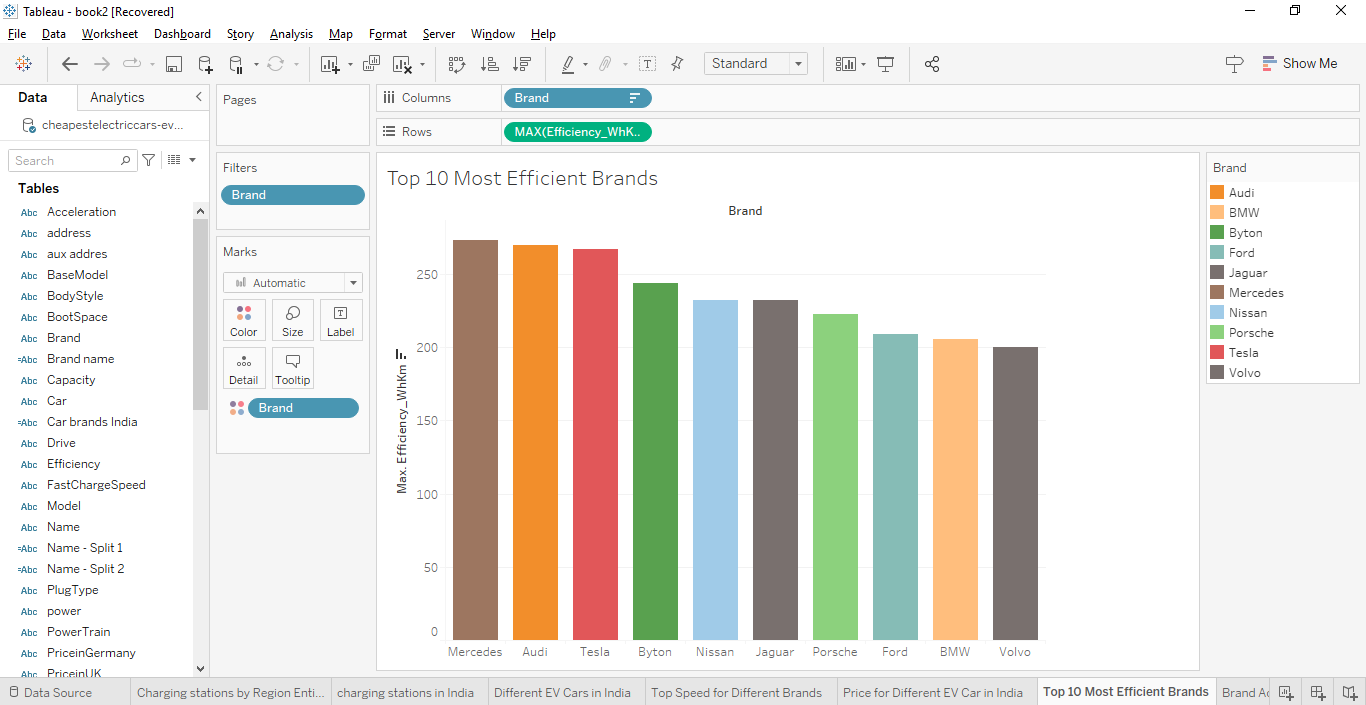 Tableau - book2 [Recovered]
File Data Worksheet Dashboard Story Analysis Map Format Server Window Help
Standard
Show Me
Data Analytics
cheapestelectriccars-ev...
Search
Tables
Abc Acceleration
Abc address
Abc aux addres
Abc BaseModel
Abc BodyStyle
Abc BootSpace
Abc Brand
=Abc Brand name
Abc Capacity
Abc Car
=Abc Car brands India
Abc Drive
Abc Efficiency
Abc FastChargeSpeed
Abc Model
Abc Name
=Abc Name - Split 1
=Abc Name - Split 2
Abc PlugType
Abc power
Abc PowerTrain
Abc PriceinGermany
Abc PriceinUK
Pages
Filters
Brand
Marks
Automatic
Color Size Label
Detail Tooltip
Brand
Columns Brand
Rows MAX(Efficiency_WhK..
Top 10 Most Efficient Brands
Brand
Max. Efficiency_WhKm
250
200
150
100
50
0
Mercedes Audi Tesla Byton Nissan Jaguar Porsche Ford BMW Volvo
Brand
Audi
BMW
Byton
Ford
Jaguar
Mercedes
Nissan
Porsche
Tesla
Volvo
Data Source Charging stations by Region Enti... charging stations in India Different EV Cars in India Top Speed for Different Brands Price for Different EV Car in India Top 10 Most Efficient Brands Brand Ac